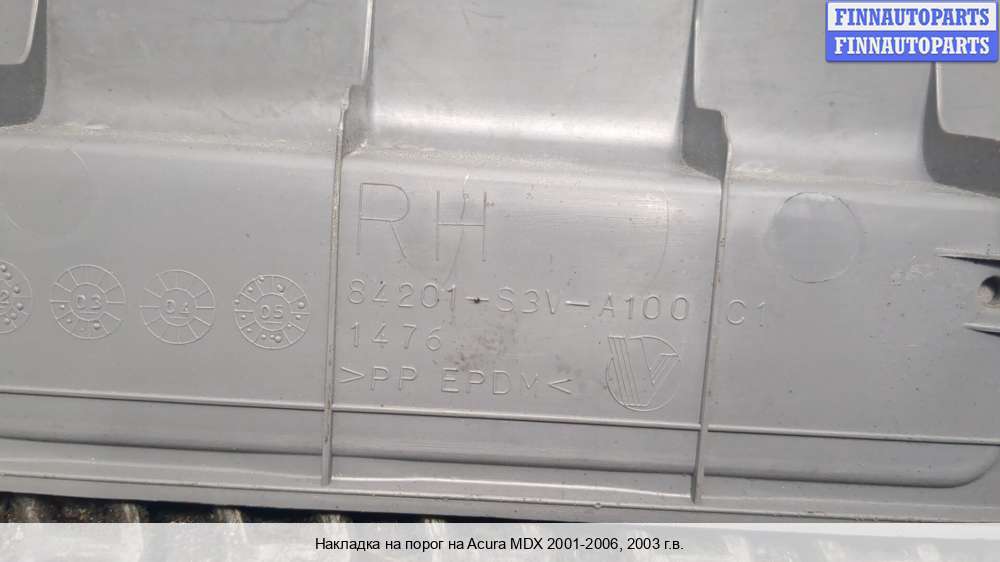 FINNAUTOPARTS
FINNAUTOPARTS
RH
84201-S3V-A100 C1
1476
>PP EPDM<
2 03 04 05
Накладка на порог на Acura MDX 2001-2006, 2003 г.в.